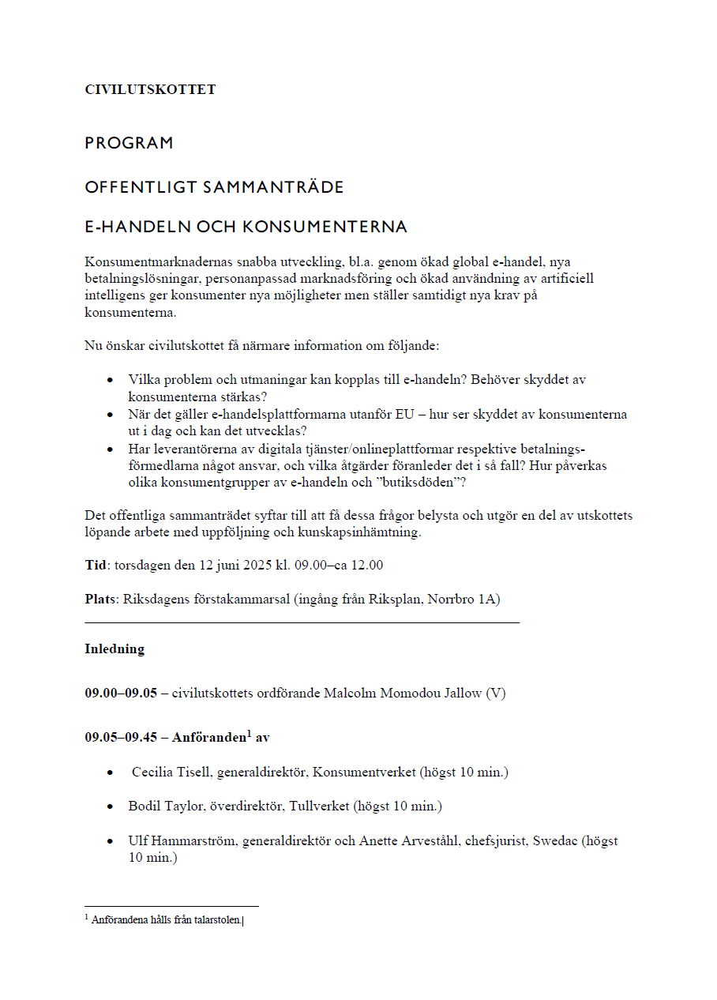 CIVILUTSKOTTET
PROGRAM
OFFENTLIGT SAMMANTRÄDE
E-HANDELN OCH KONSUMENTERNA
Konsumentmarknadernas snabba utveckling, bl.a. genom ökad global e-handel, nya
betalningslösningar, personanpassad marknadsföring och ökad användning av artificiell
intelligens ger konsumenter nya möjligheter men ställer samtidigt nya krav på
konsumenterna.
Nu önskar civilutskottet få närmare information om följande:
• Vilka problem och utmaningar kan kopplas till e-handeln? Behöver skyddet av
konsumenterna stärkas?
• När det gäller e-handelsplattformarna utanför EU – hur ser skyddet av konsumenterna
ut i dag och kan det utvecklas?
• Har leverantörerna av digitala tjänster/onlineplattformar respektive betalnings-
förmedlarna något ansvar, och vilka åtgärder föranleder det i så fall? Hur påverkas
olika konsumentgrupper av e-handeln och ”butiksdöden”?
Det offentliga sammanträdet syftar till att få dessa frågor belysta och utgör en del av utskottets
löpande arbete med uppföljning och kunskapsinhämtning.
Tid: torsdagen den 12 juni 2025 kl. 09.00–ca 12.00
Plats: Riksdagens förstakammarsal (ingång från Riksplan, Norrbro 1A)
Inledning
09.00–09.05 – civilutskottets ordförande Malcolm Momodou Jallow (V)
09.05–09.45 – Anföranden¹ av
• Cecilia Tisell, generaldirektör, Konsumentverket (högst 10 min.)
• Bodil Taylor, överdirektör, Tullverket (högst 10 min.)
• Ulf Hammarström, generaldirektör och Anette Arveståhl, chefsjurist, Swedac (högst
10 min.)
¹ Anförandena hålls från talarstolen.